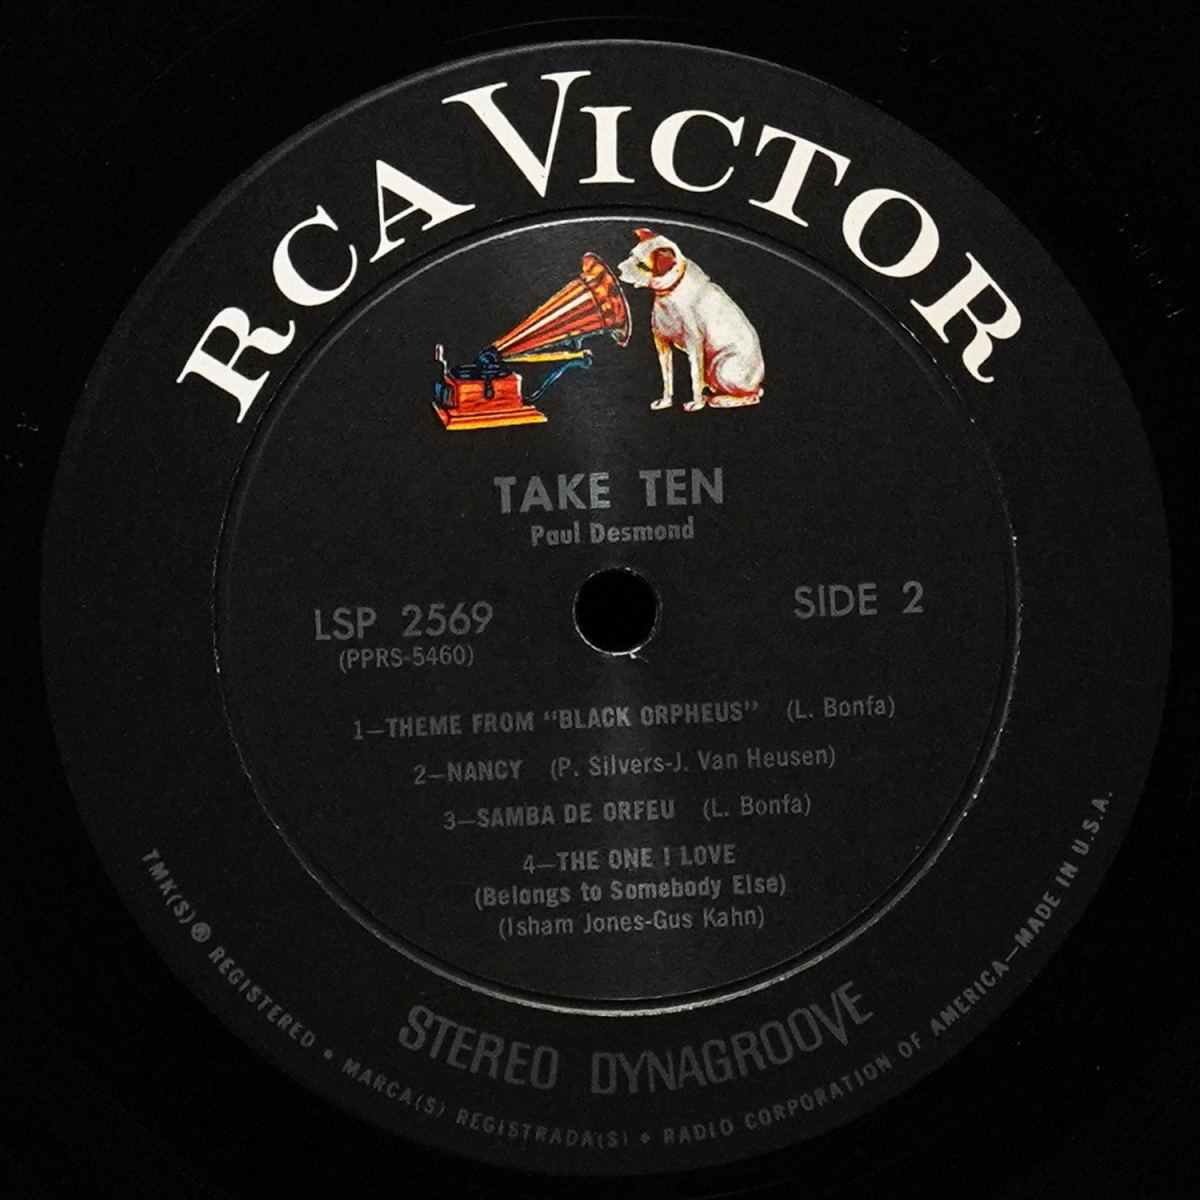 RCA VICTOR
TAKE TEN
Paul Desmond
LSP 2569
(PPRS-5460)
SIDE 2
1—THEME FROM "BLACK ORPHEUS" (L. Bonfa)
2—NANCY (P. Silvers-J. Van Heusen)
3—SAMBA DE ORFEU (L. Bonfa)
4—THE ONE I LOVE
(Belongs to Somebody Else)
(Isham Jones-Gus Kahn)
STEREO DYNAGROOVE
TMK(S) ® REGISTERED • MARCA(S) REGISTRADA(S) • RADIO CORPORATION OF AMERICA—MADE IN U.S.A.